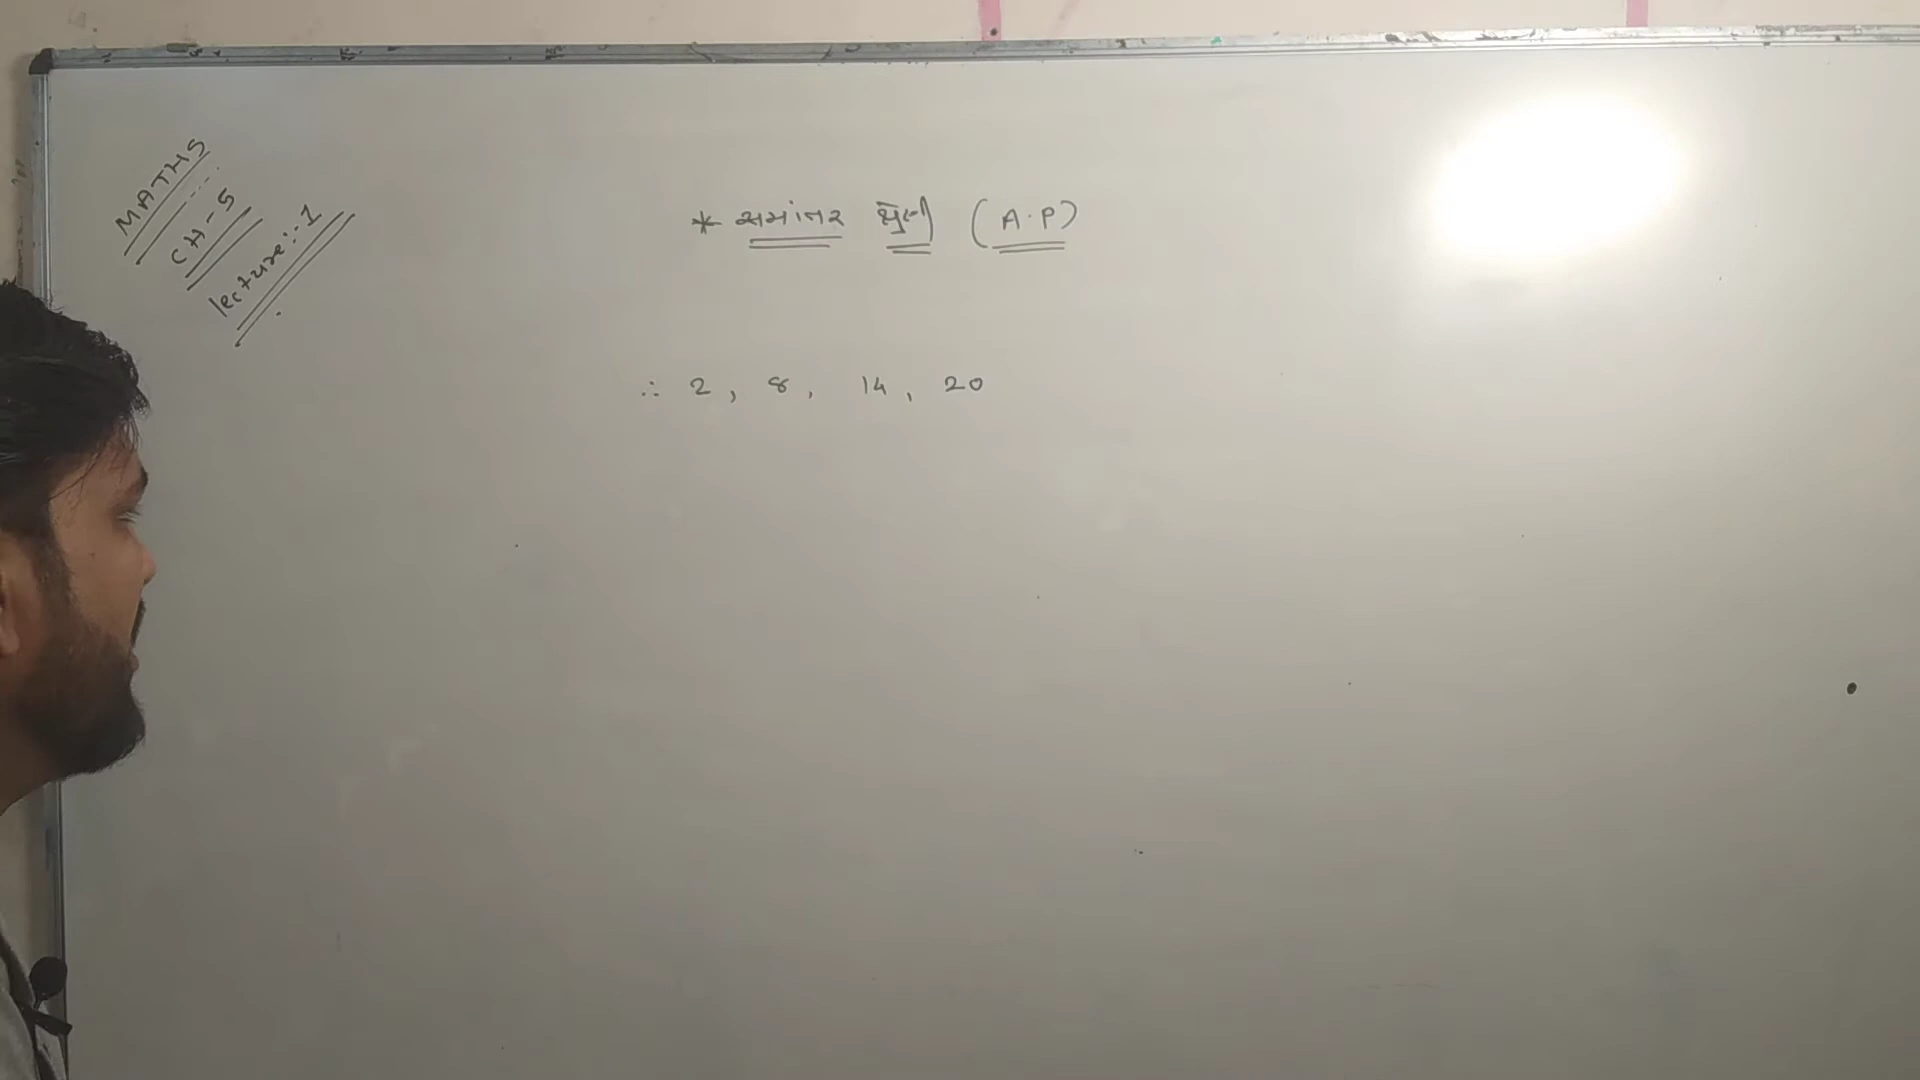 MATHS
CH-5
lecture:-1
* સમાંતર શ્રેણી (A.P)
∴ 2, 8, 14, 20